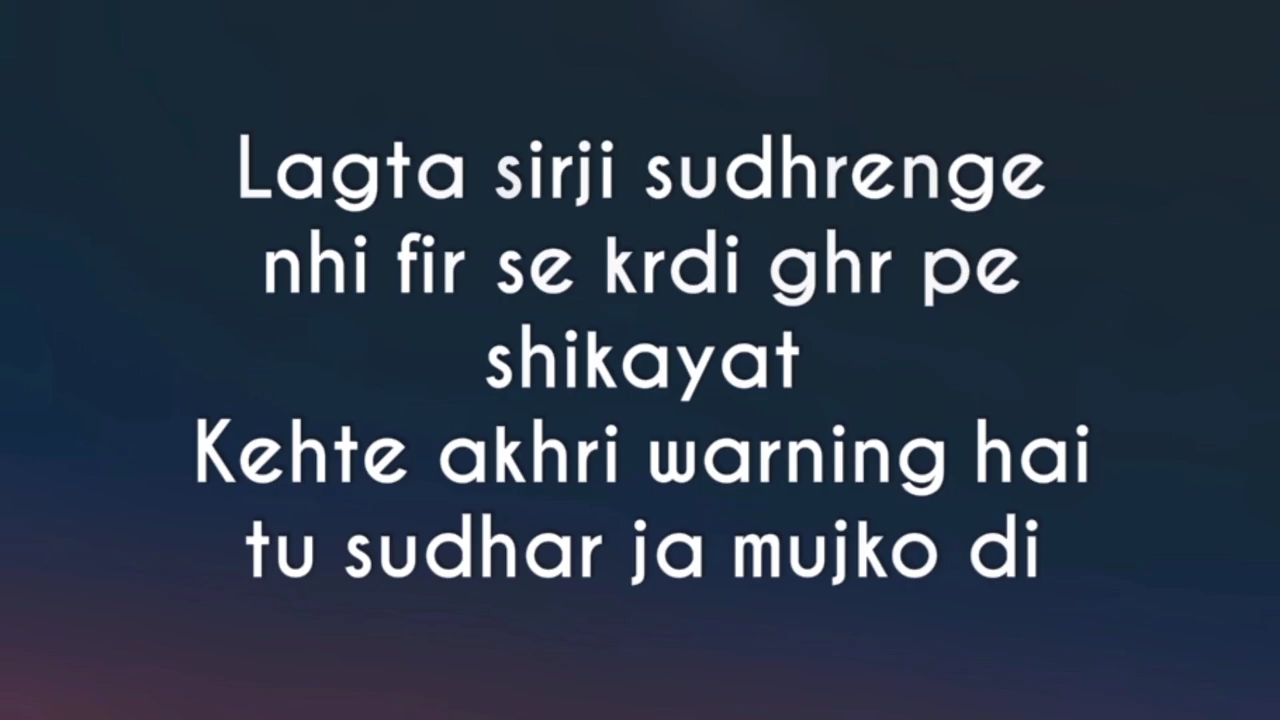 Lagta sirji sudhrenge
nhi fir se krdi ghr pe
shikayat
Kehte akhri warning hai
tu sudhar ja mujko di